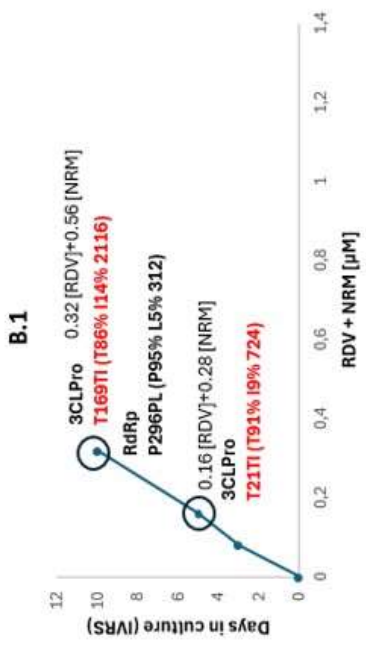 B.1
3CLPro 0.32 [RDV]+0.56 [NRM]
T169TI (T86% I14% 2116)
RdRp
P296PL (P95% L5% 312)
0.16 [RDV]+0.28 [NRM]
3CLPro
T21TI (T91% I9% 724)
Days in culture (IVRS)
12
10
8
6
4
2
0
0
0,2
0,4
0,6
0,8
1
1,2
1,4
RDV + NRM [µM]